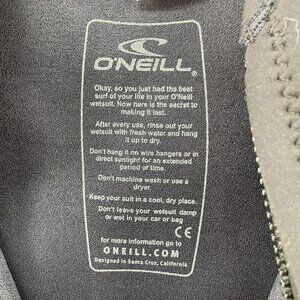 O'NEILL®
Okay, so you just had the best
surf of your life in your O'Neill
wetsuit. Now here is the secret to
making it last.
After every use, rinse out your
wetsuit with fresh water and hang
it up to dry.
Don't hang it on wire hangers or in
direct sunlight for an extended
period of time.
Don't machine wash or use a
dryer.
Keep your suit in a cool, dry place.
Don't leave your wetsuit damp
or wet in your car or bag
CE
for more information go to
ONEILL.COM
Designed in Santa Cruz, California